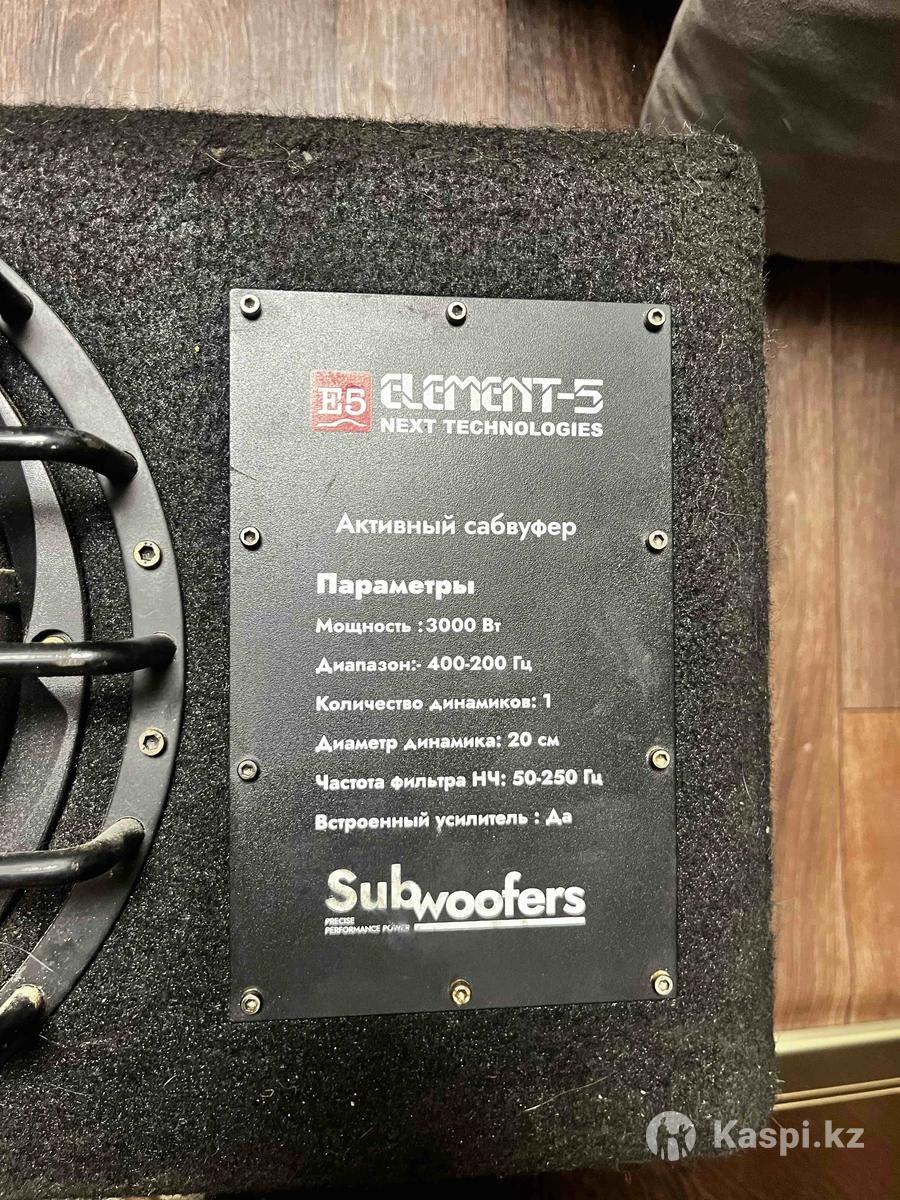 E5 ELEMENT-5
NEXT TECHNOLOGIES
Активный сабвуфер
Параметры
Мощность : 3000 Вт
Диапазон:- 400-200 Гц
Количество динамиков: 1
Диаметр динамика: 20 см
Частота фильтра НЧ: 50-250 Гц
Встроенный усилитель : Да
Subwoofers
PRECISE
PERFORMANCE POWER
Kaspi.kz